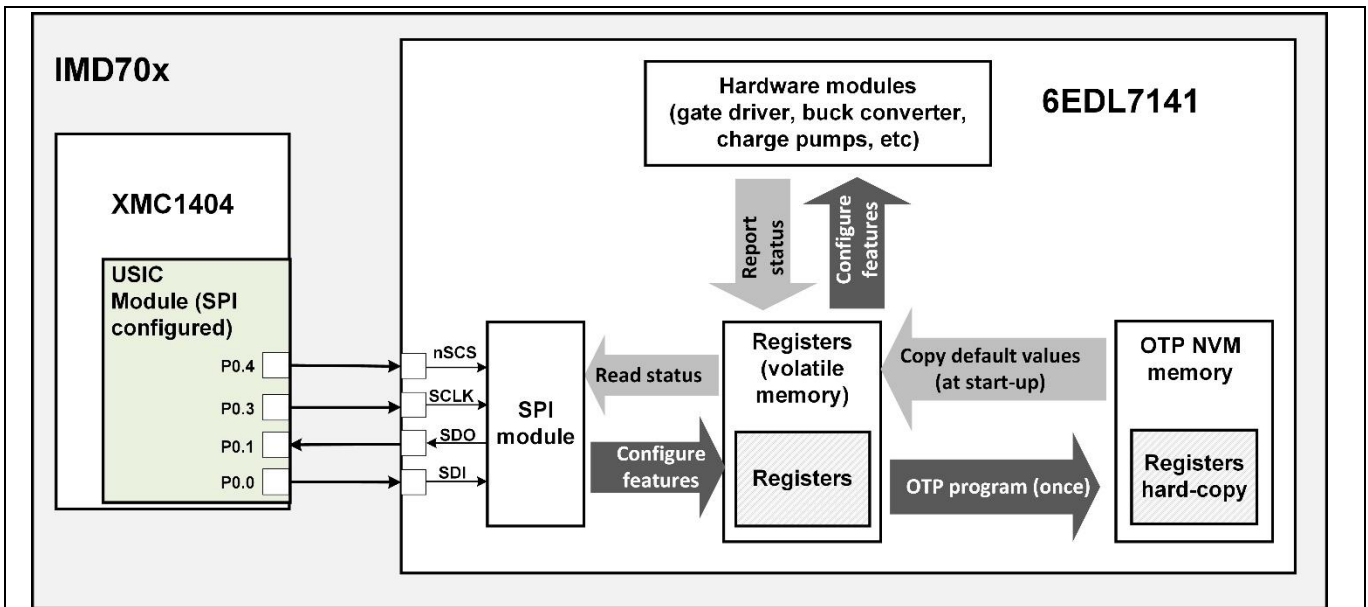 IMD70x
6EDL7141
Hardware modules
(gate driver, buck converter,
charge pumps, etc)
XMC1404
USIC
Module (SPI
configured)
P0.4
P0.3
P0.1
P0.0
nSCS
SCLK
SDO
SDI
SPI
module
Report
status
Configure
features
Read status
Configure
features
Registers
(volatile
memory)
Registers
Copy default values
(at start-up)
OTP program (once)
OTP NVM
memory
Registers
hard-copy